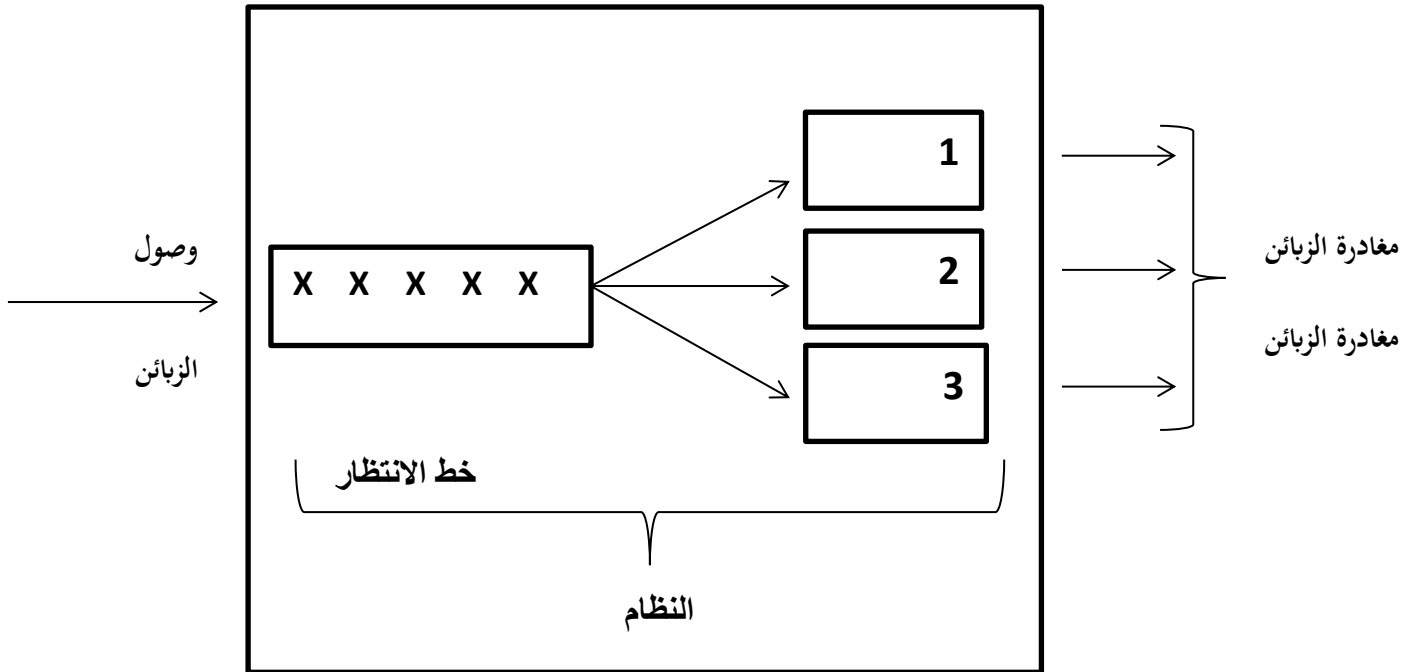 وصول
الزبائن
X X X X X
1
2
3
مغادرة الزبائن
مغادرة الزبائن
خط الانتظار
النظام